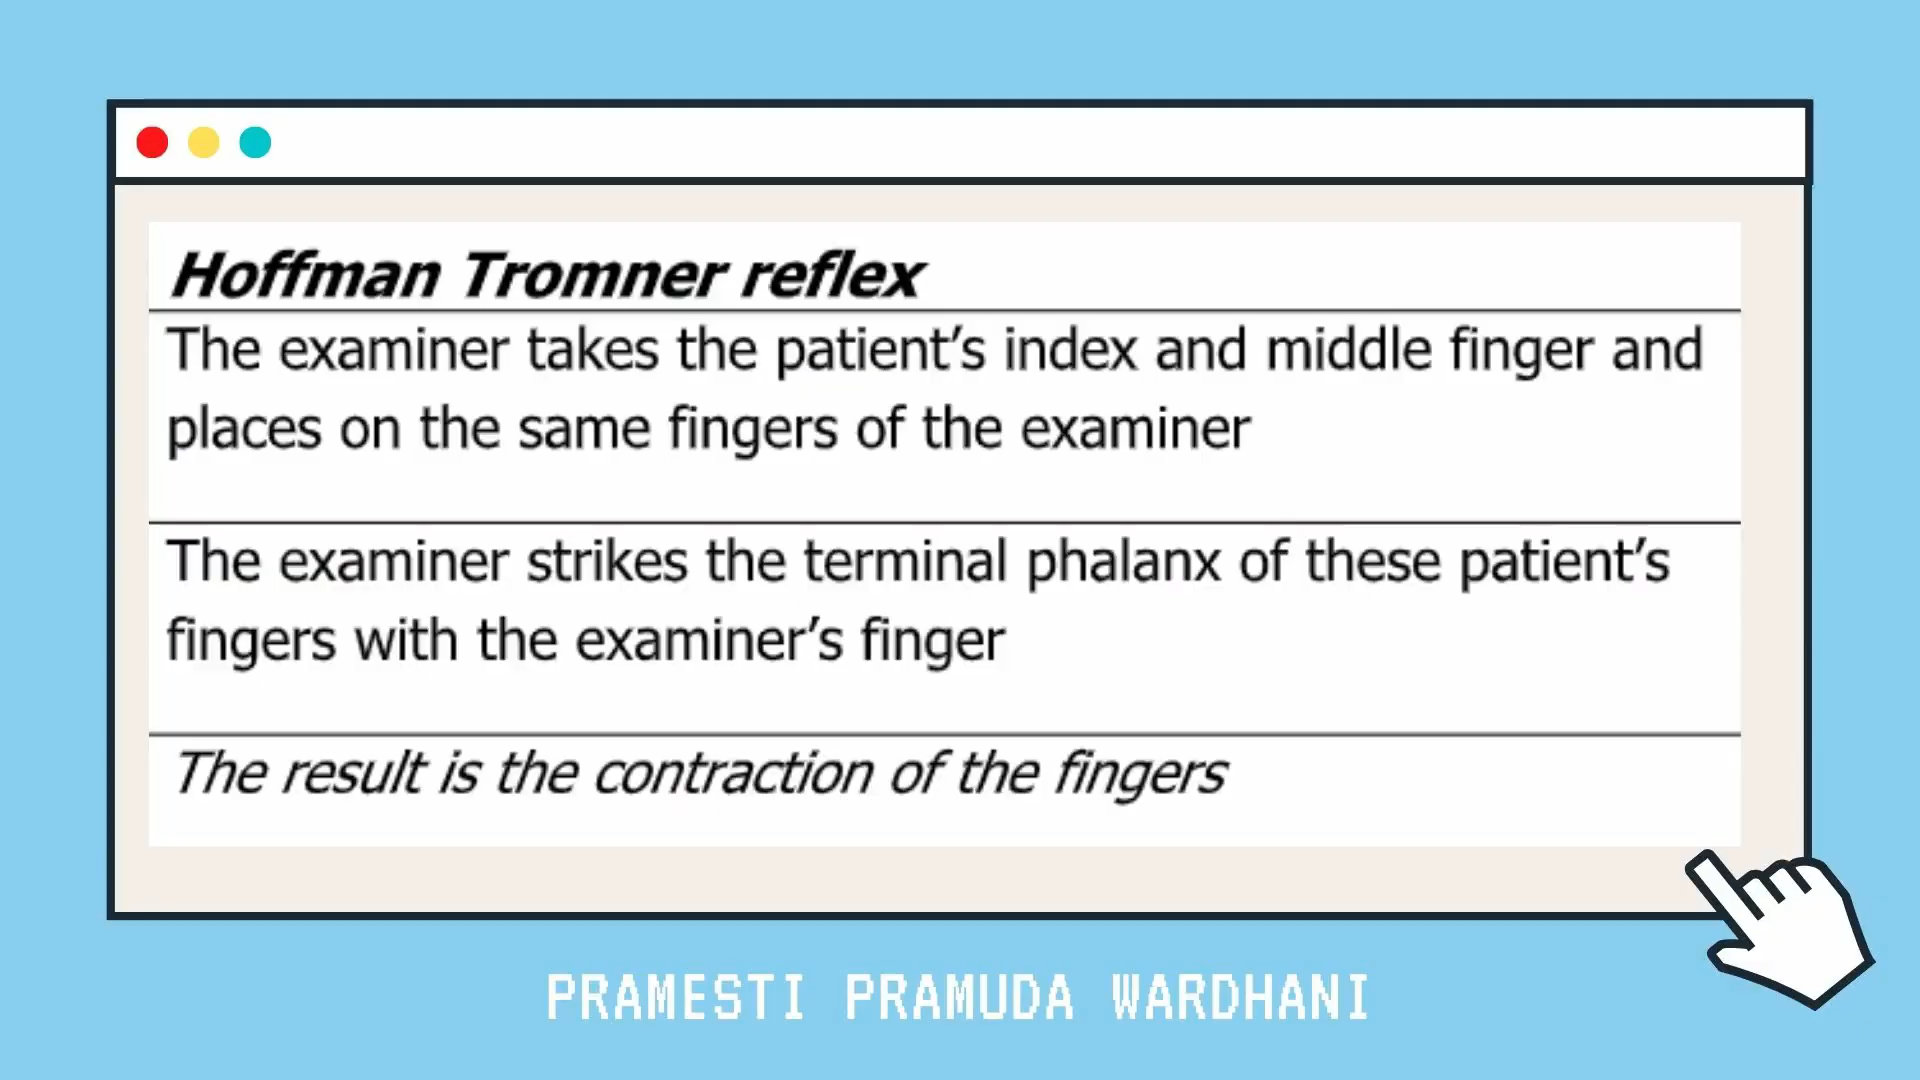 Hoffman Tromner reflex
The examiner takes the patient’s index and middle finger and
places on the same fingers of the examiner
The examiner strikes the terminal phalanx of these patient’s
fingers with the examiner’s finger
The result is the contraction of the fingers
PRAMESTI PRAMUDA WARDHANI